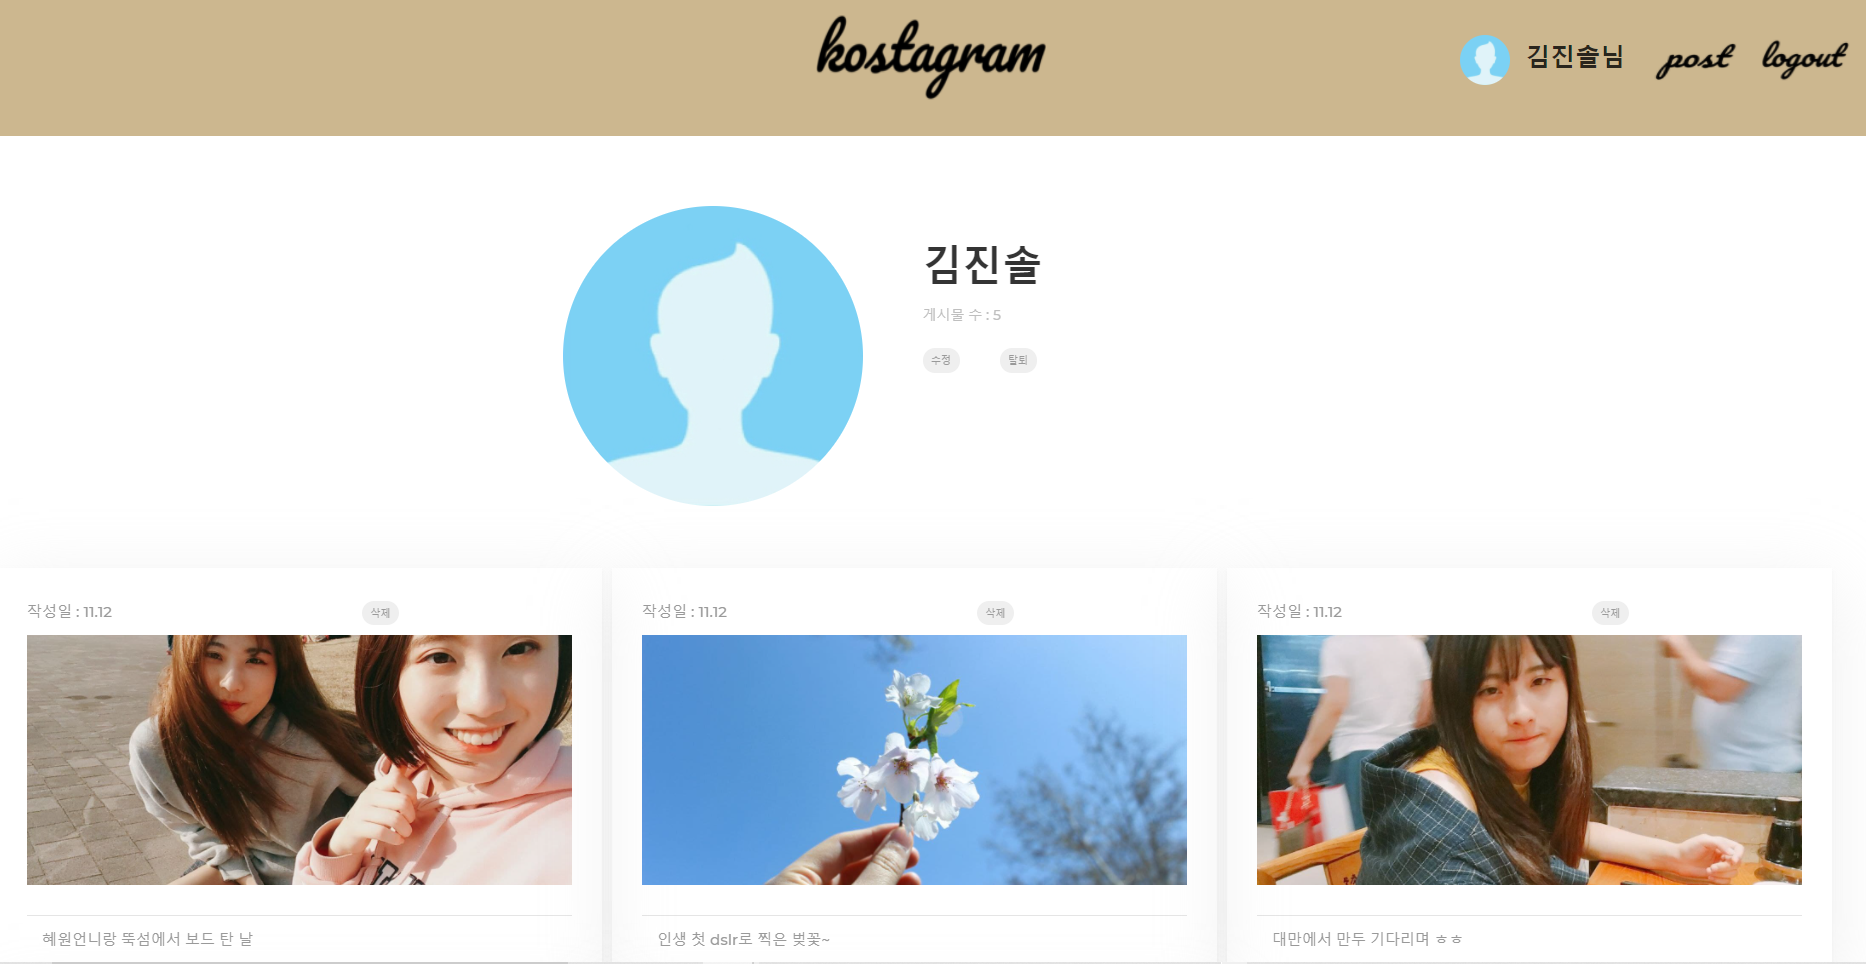 kostagram
김진솔님 post logout
김진솔
게시물 수 : 5
수정 탈퇴
작성일 : 11.12 삭제
혜원언니랑 뚝섬에서 보드 탄 날
작성일 : 11.12 삭제
인생 첫 dslr로 찍은 벚꽃~
작성일 : 11.12 삭제
대만에서 만두 기다리며 ㅎㅎ